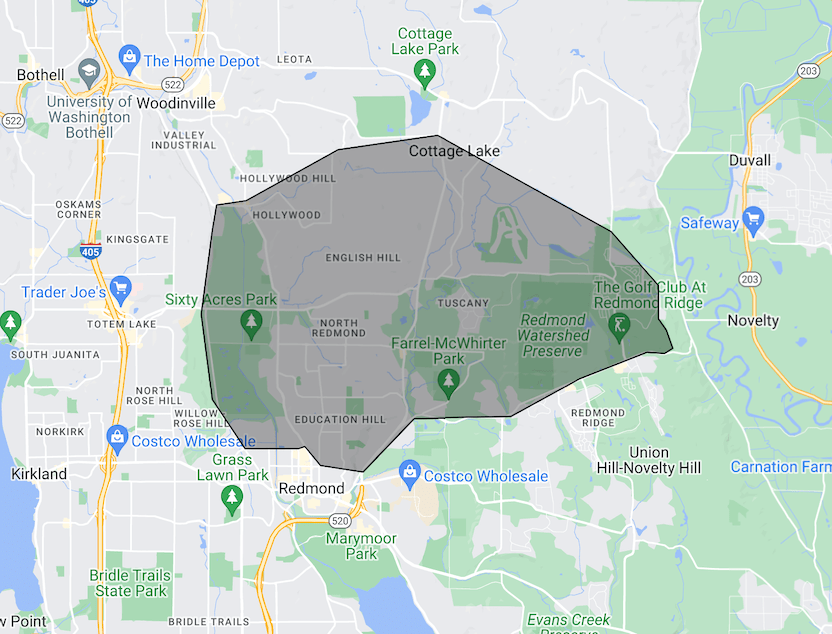 405
Cottage
Lake Park
The Home Depot
LEOTA
203
Bothell
522
University of
Washington
Bothell
Woodinville
522
VALLEY
INDUSTRIAL
Cottage Lake
Duvall
HOLLYWOOD HILL
OSKAMS
CORNER
HOLLYWOOD
Safeway
KINGSGATE
405
ENGLISH HILL
203
Trader Joe's
Sixty Acres Park
The Golf Club At
Redmond Ridge
TUSCANY
TOTEM LAKE
NORTH
REDMOND
Redmond
Watershed
Preserve
Novelty
Farrel-McWhirter
Park
SOUTH JUANITA
NORTH
ROSE HILL
WILLOWS
ROSE HILL
EDUCATION HILL
REDMOND
RIDGE
NORKIRK
Costco Wholesale
Grass
Lawn Park
Union
Hill-Novelty Hill
Kirkland
Costco Wholesale
Carnation Farm
Redmond
520
Marymoor
Park
Bridle Trails
State Park
w Point
BRIDLE TRAILS
Evans Creek
Preserve